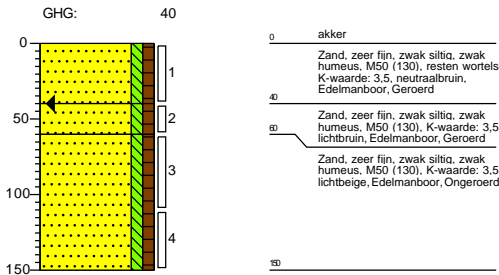 GHG: 40
0
50
100
150
1
2
3
4
0 akker
Zand, zeer fijn, zwak siltig, zwak
humeus, M50 (130), resten wortels
K-waarde: 3,5, neutraalbruin,
Edelmanboor, Geroerd
40
Zand, zeer fijn, zwak siltig, zwak
humeus, M50 (130), K-waarde: 3,5
lichtbruin, Edelmanboor, Geroerd
60
Zand, zeer fijn, zwak siltig, zwak
humeus, M50 (130), K-waarde: 3,5
lichtbeige, Edelmanboor, Ongeroerd
150